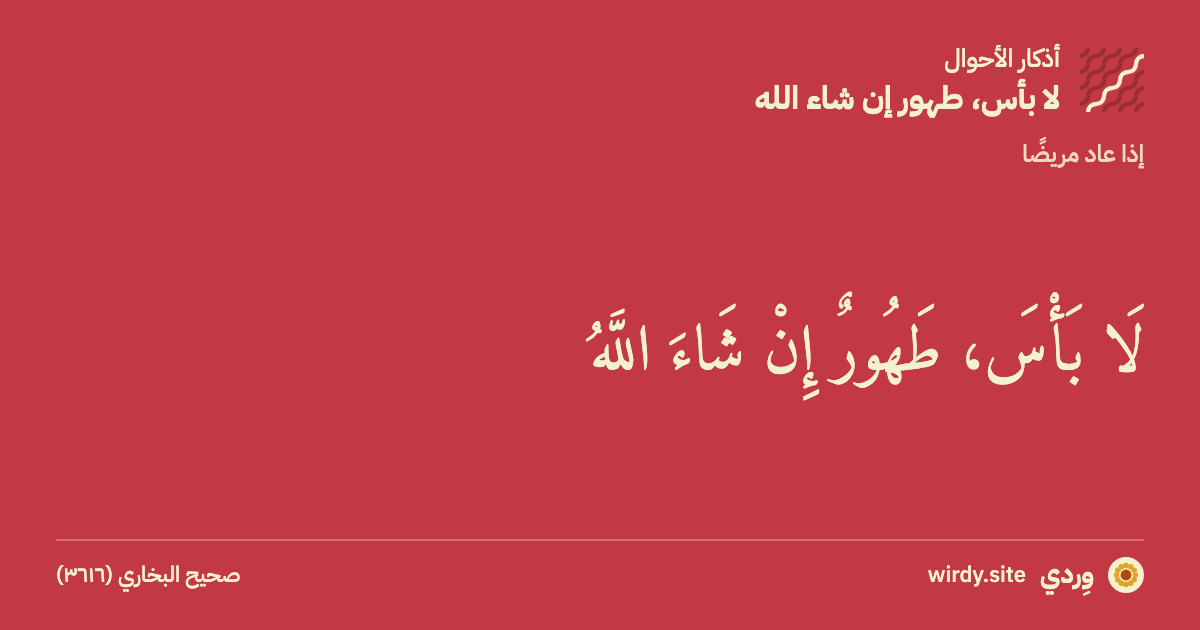 أذكار الأحوال
لا بأس، طهور إن شاء الله
إذا عاد مريضًا
لَا بَأْسَ، طَهُورٌ إِنْ شَاءَ اللَّهُ
وِردي wirdy.site
صحيح البخاري (٣٦١٦)